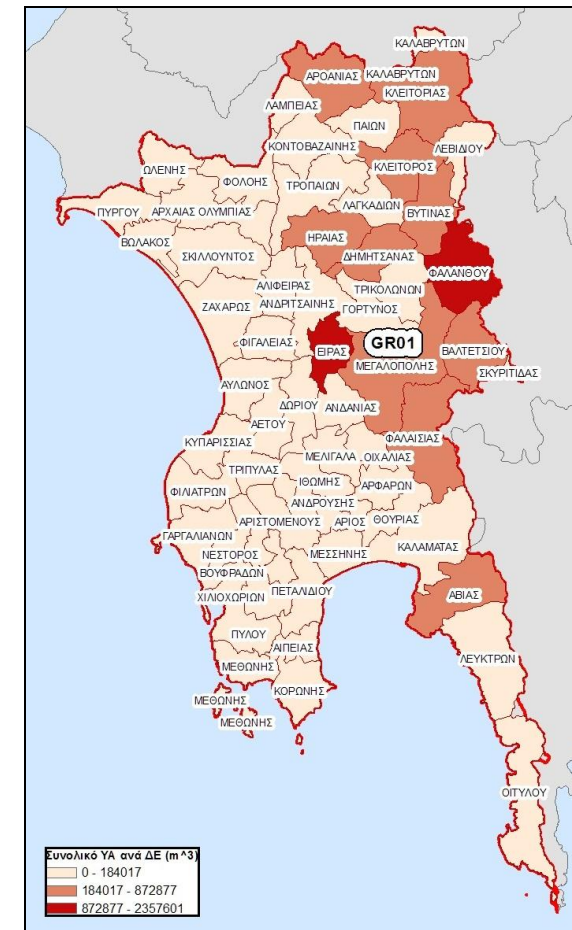 ΚΑΛΑΒΡΥΤΩΝ
ΑΡΟΑΝΙΑΣ
ΚΑΛΑΒΡΥΤΩΝ
ΚΛΕΙΤΟΡΙΑΣ
ΛΑΜΠΕΙΑΣ
ΠΑΙΩΝ
ΚΟΝΤΟΒΑΖΑΙΝΗΣ
ΛΕΒΙΔΙΟΥ
ΩΛΕΝΗΣ
ΦΟΛΟΗΣ
ΤΡΟΠΑΙΩΝ
ΚΛΕΙΤΟΡΟΣ
ΛΑΓΚΑΔΙΩΝ
ΒΥΤΙΝΑΣ
ΠΥΡΓΟΥ
ΑΡΧΑΙΑΣ ΟΛΥΜΠΙΑΣ
ΒΩΛΑΚΟΣ
ΗΡΑΙΑΣ
ΣΚΙΛΛΟΥΝΤΟΣ
ΔΗΜΗΤΣΑΝΑΣ
ΦΑΛΑΝΘΟΥ
ΑΛΙΦΕΙΡΑΣ
ΤΡΙΚΟΛΩΝΩΝ
ΖΑΧΑΡΩΣ
ΑΝΔΡΙΤΣΑΙΝΗΣ
ΓΟΡΤΥΝΟΣ
ΦΙΓΑΛΕΙΑΣ
ΕΙΡΑΣ
GR01
ΒΑΛΤΕΤΣΙΟΥ
ΜΕΓΑΛΟΠΟΛΗΣ
ΣΚΥΡΙΤΙΔΑΣ
ΑΥΛΩΝΟΣ
ΔΩΡΙΟΥ
ΑΝΔΑΝΙΑΣ
ΑΕΤΟΥ
ΚΥΠΑΡΙΣΣΙΑΣ
ΦΑΛΑΙΣΙΑΣ
ΜΕΛΙΓΑΛΑ
ΟΙΧΑΛΙΑΣ
ΤΡΙΠΥΛΑΣ
ΙΘΩΜΗΣ
ΑΡΦΑΡΩΝ
ΦΙΛΙΑΤΡΩΝ
ΑΝΔΡΟΥΣΗΣ
ΑΡΙΣΤΟΜΕΝΟΥΣ
ΑΡΙΟΣ
ΘΟΥΡΙΑΣ
ΓΑΡΓΑΛΙΑΝΩΝ
ΝΕΣΤΟΡΟΣ
ΜΕΣΣΗΝΗΣ
ΚΑΛΑΜΑΤΑΣ
ΒΟΥΦΡΑΔΩΝ
ΧΙΛΙΟΧΩΡΙΩΝ
ΠΕΤΑΛΙΔΙΟΥ
ΑΒΙΑΣ
ΠΥΛΟΥ
ΑΙΠΕΙΑΣ
ΛΕΥΚΤΡΩΝ
ΜΕΘΩΝΗΣ
ΚΟΡΩΝΗΣ
ΜΕΘΩΝΗΣ
ΜΕΘΩΝΗΣ
ΟΙΤΥΛΟΥ
Συνολικό ΥΑ ανά ΔΕ (m^3)
0 - 184017
184017 - 872877
872877 - 2357601